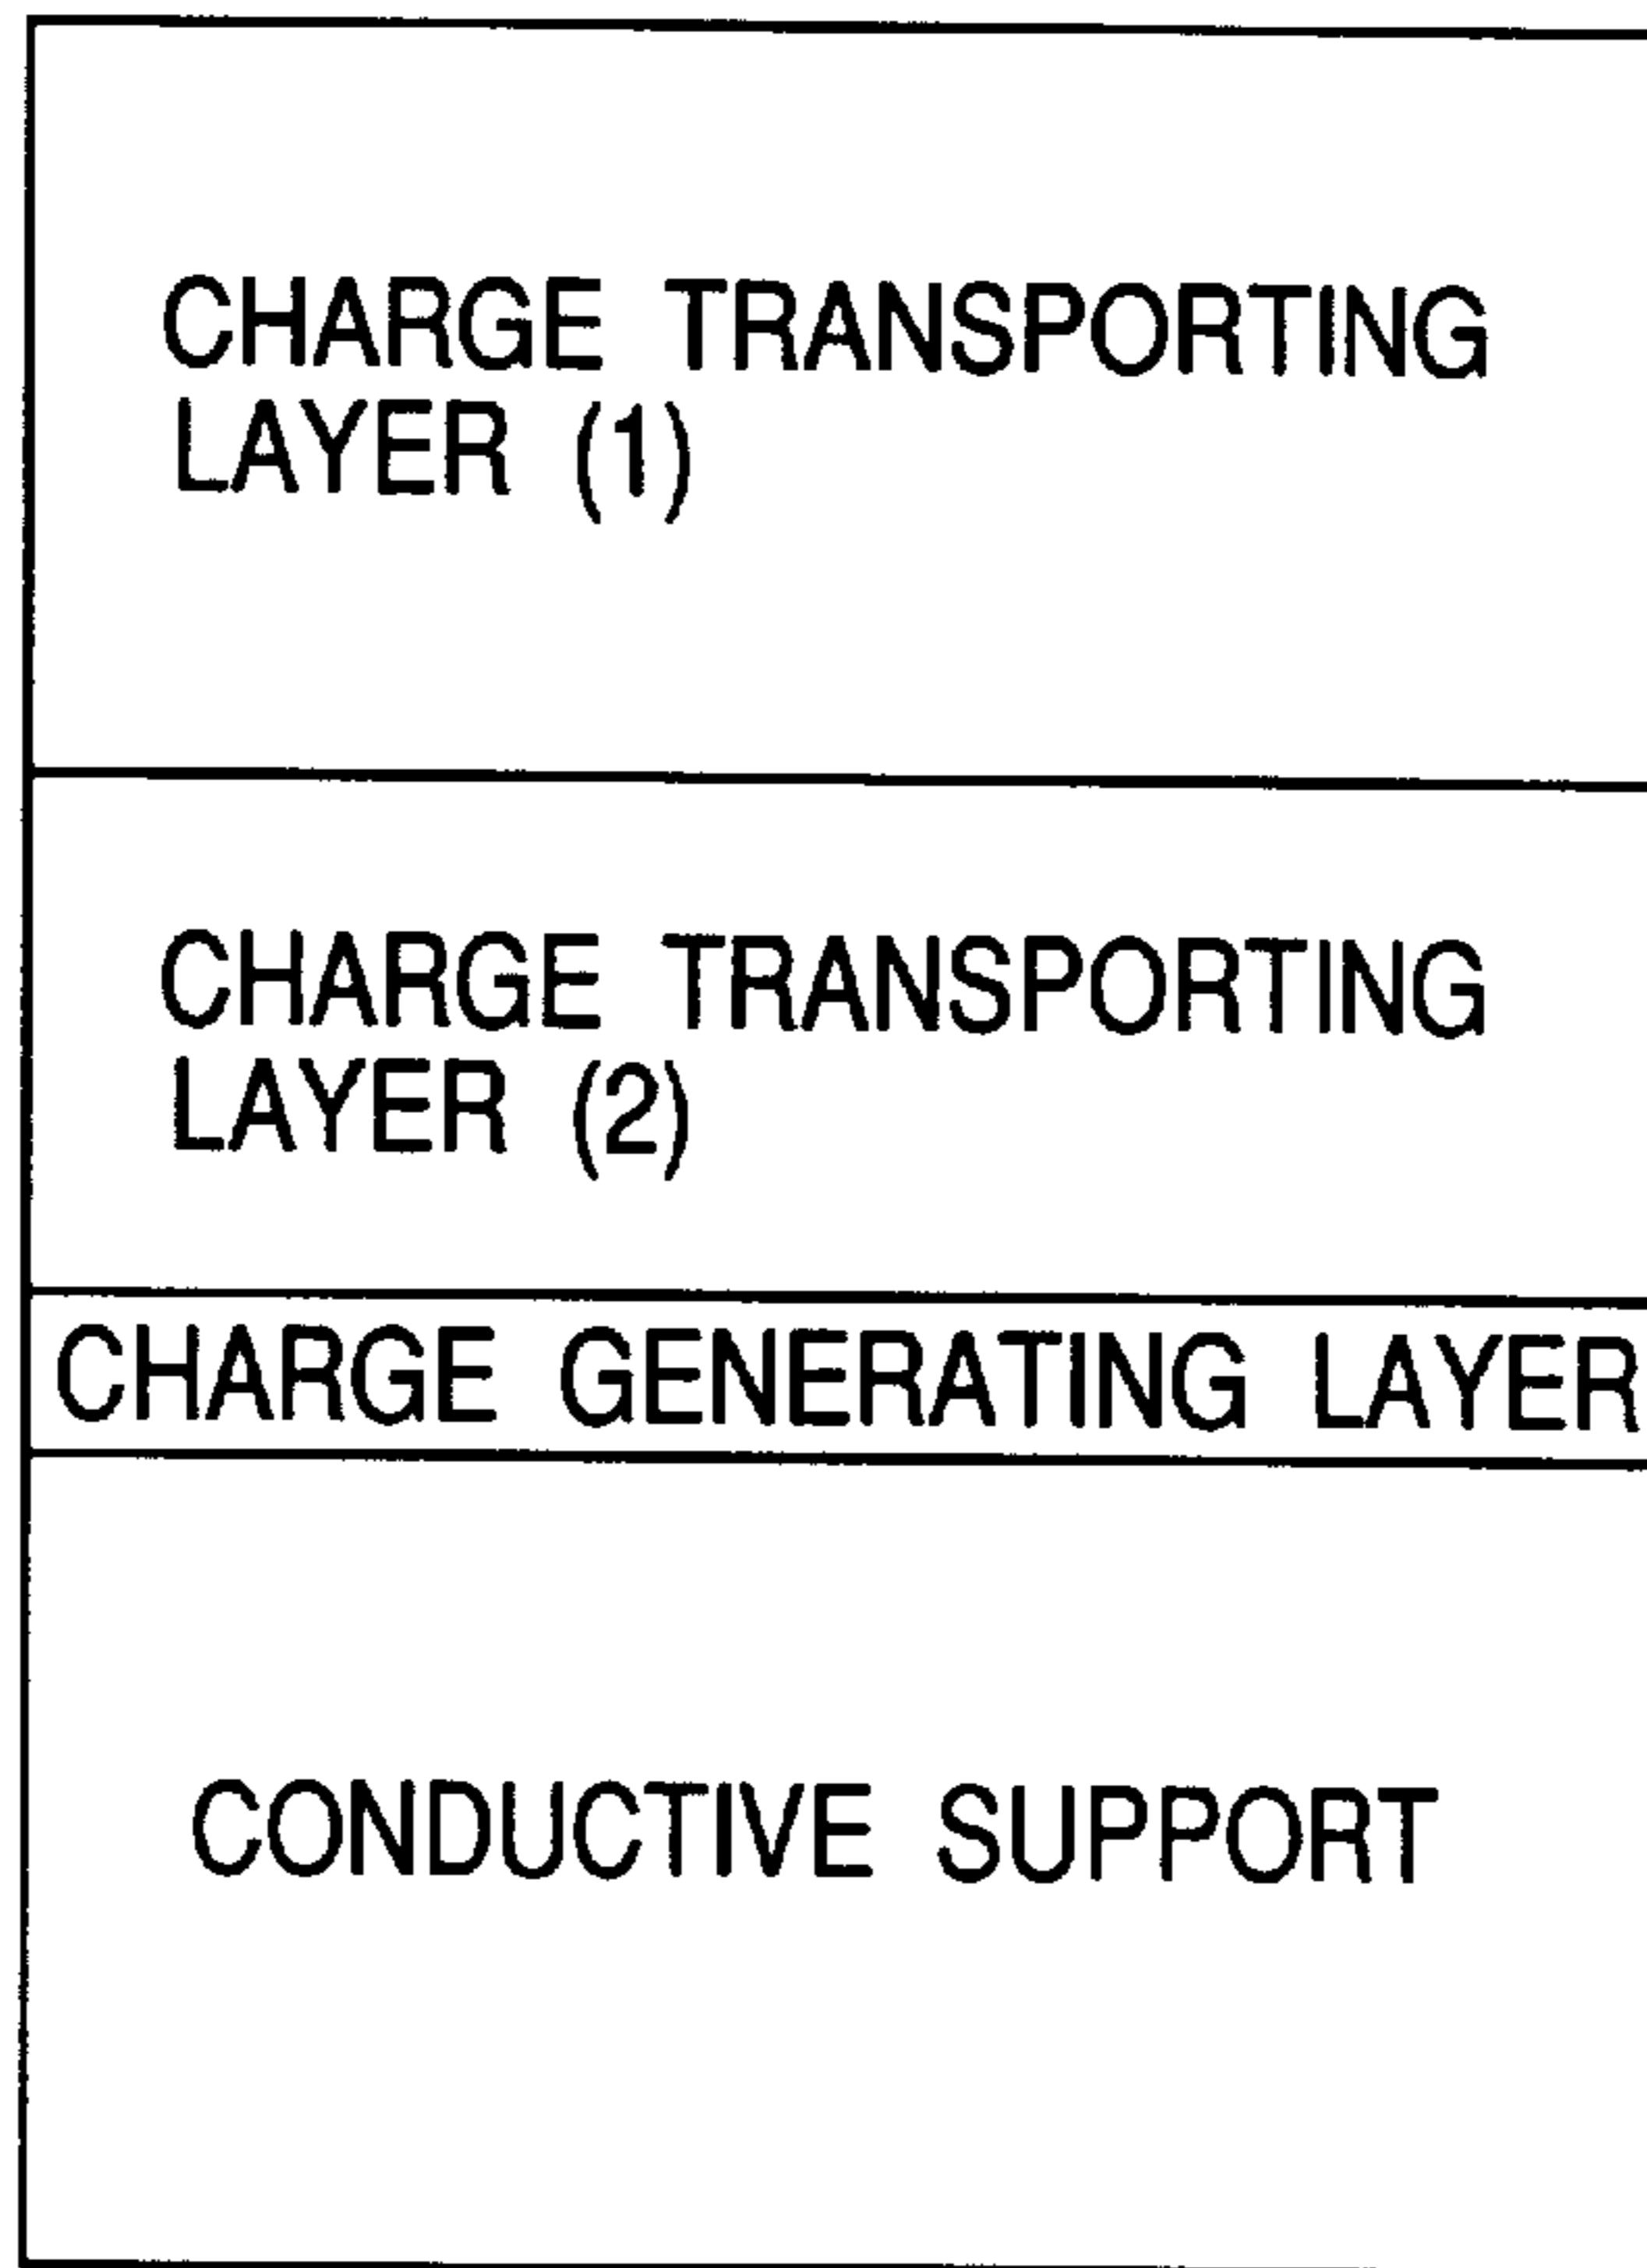 CHARGE TRANSPORTING
LAYER (1)
CHARGE TRANSPORTING
LAYER (2)
CHARGE GENERATING LAYER
CONDUCTIVE SUPPORT